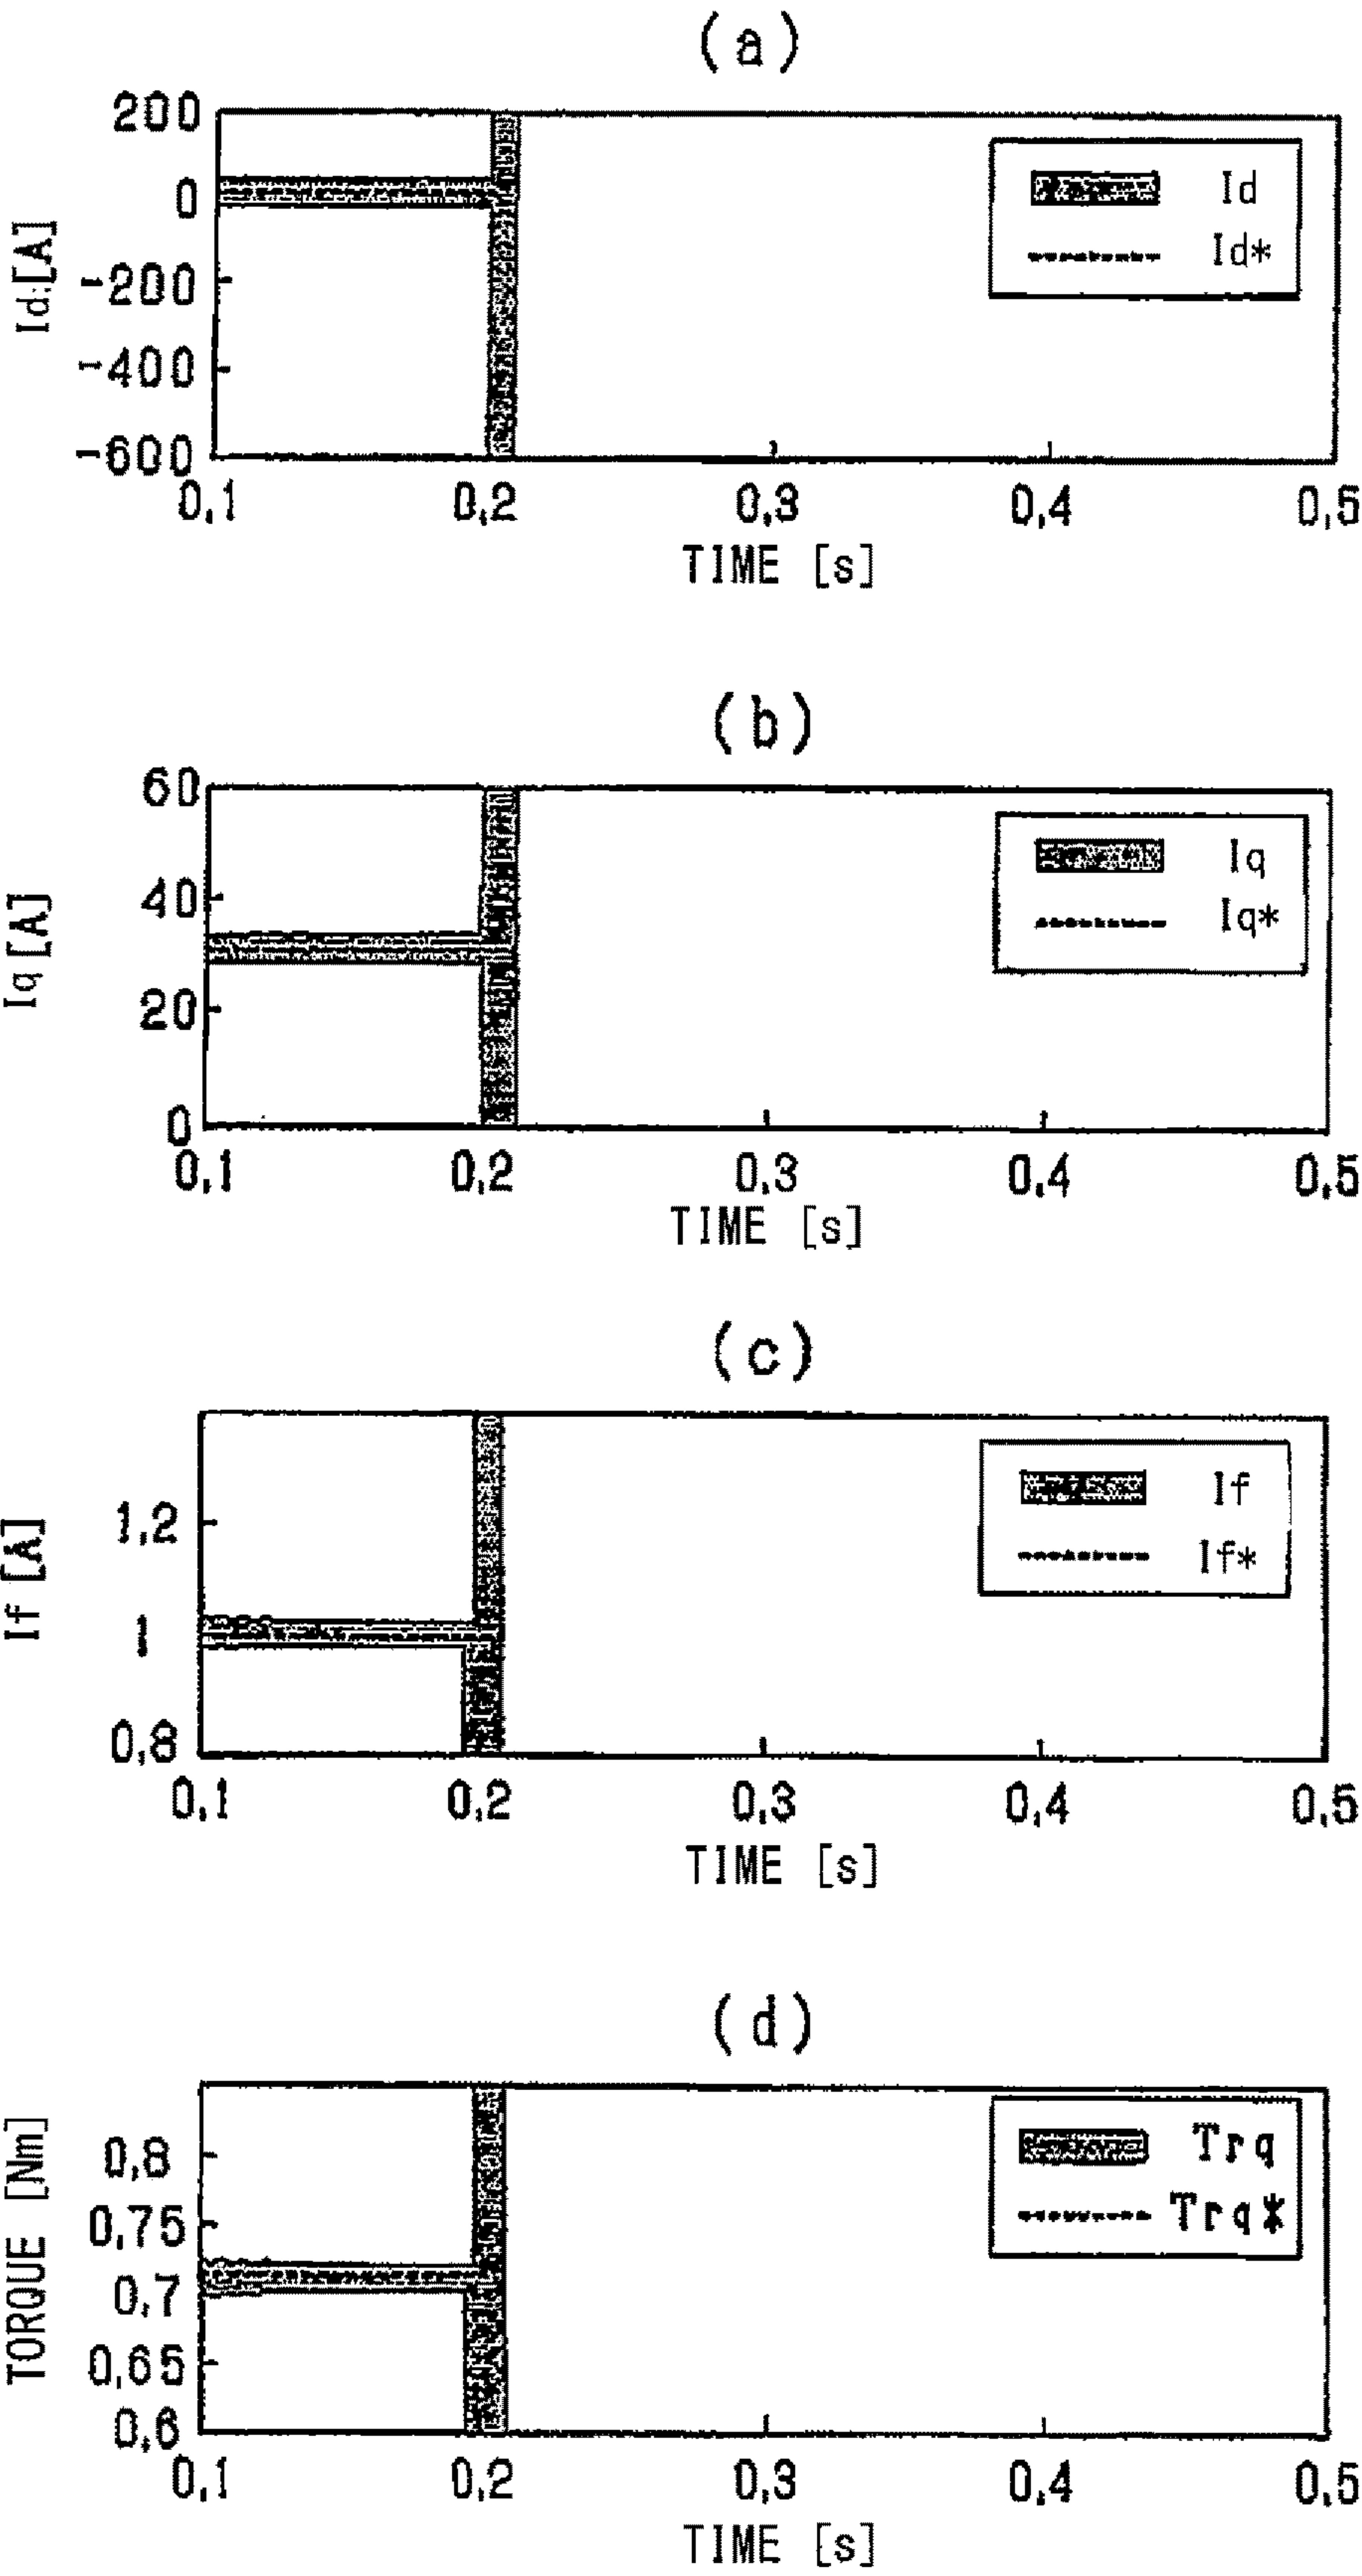 (a)
200
0
-200
-400
-600
Id [A]
Id
Id*
0.1 0.2 0.3 0.4 0.5
TIME [s]
(b)
60
40
20
0
Iq [A]
Iq
Iq*
0.1 0.2 0.3 0.4 0.5
TIME [s]
(c)
1.2
1
0.8
If [A]
If
If*
0.1 0.2 0.3 0.4 0.5
TIME [s]
(d)
0.8
0.75
0.7
0.65
0.6
TORQUE [Nm]
Trq
Trq*
0.1 0.2 0.3 0.4 0.5
TIME [s]